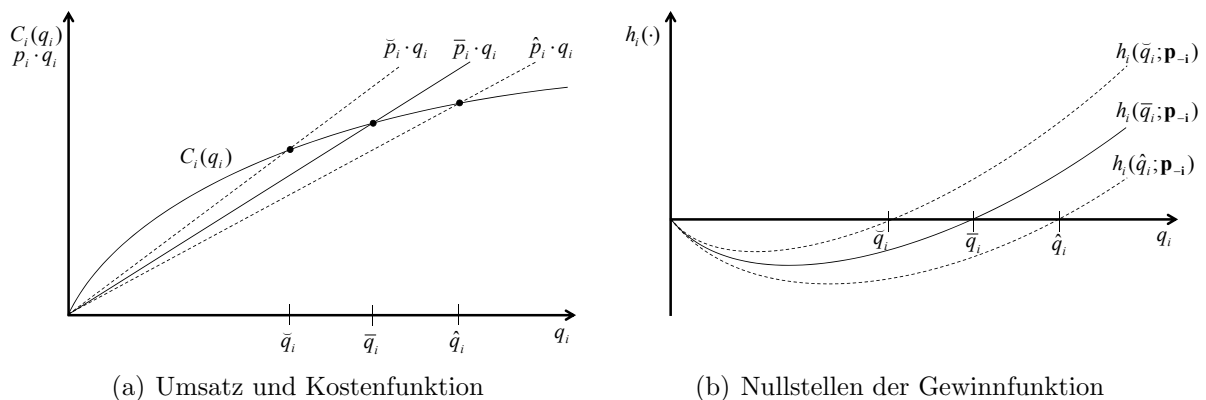 C_i(q_i)
p_i · q_i
p̆_i · q_i
p̅_i · q_i
p̂_i · q_i
C_i(q_i)
q̆_i
q̅_i
q̂_i
q_i
(a) Umsatz und Kostenfunktion
h_i(·)
h_i(q̆_i; p_−i)
h_i(q̅_i; p_−i)
h_i(q̂_i; p_−i)
q̆_i
q̅_i
q̂_i
q_i
(b) Nullstellen der Gewinnfunktion